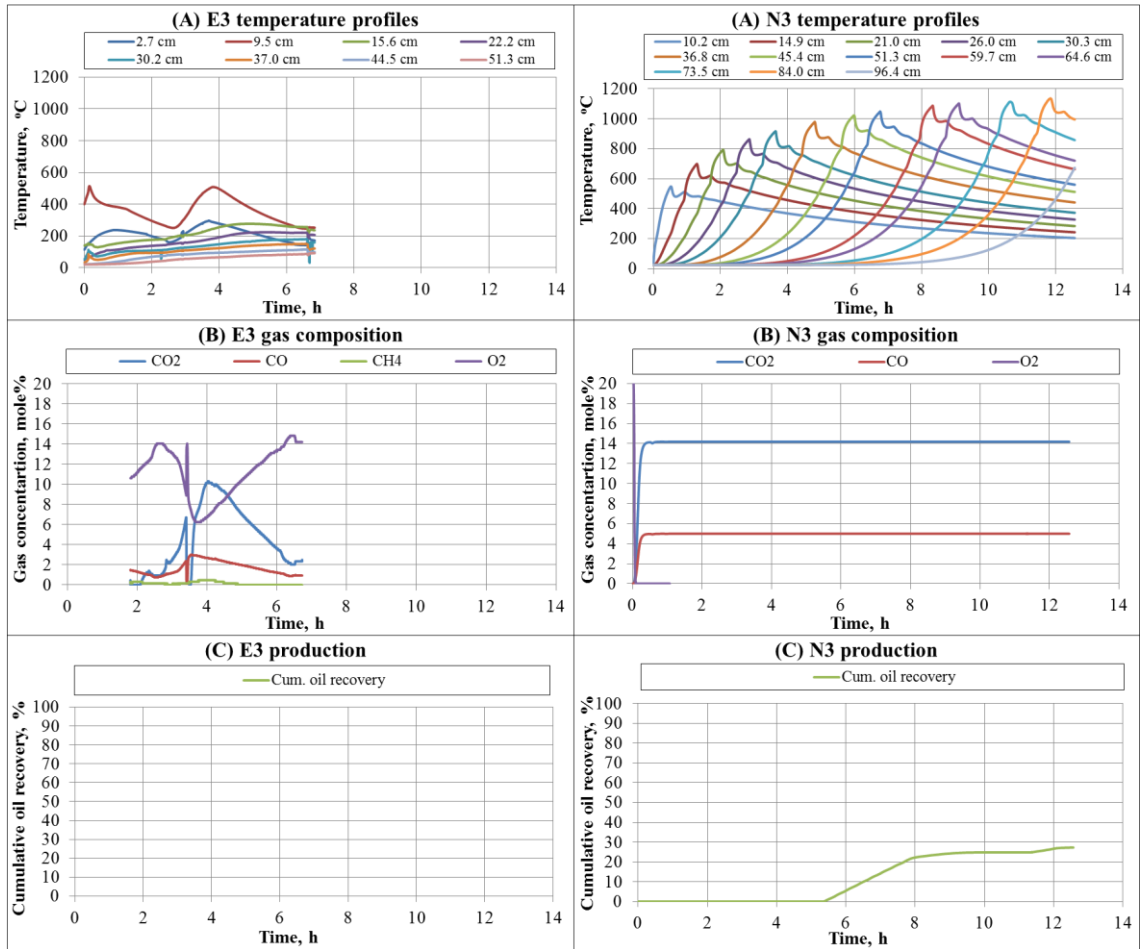 (A) E3 temperature profiles
2.7 cm 9.5 cm 15.6 cm 22.2 cm
30.2 cm 37.0 cm 44.5 cm 51.3 cm
Temperature, °C
1200
1000
800
600
400
200
0
0 2 4 6 8 10 12 14
Time, h
(A) N3 temperature profiles
10.2 cm 14.9 cm 21.0 cm 26.0 cm 30.3 cm
36.8 cm 45.4 cm 51.3 cm 59.7 cm 64.6 cm
73.5 cm 84.0 cm 96.4 cm
Temperature, °C
1200
1000
800
600
400
200
0
0 2 4 6 8 10 12 14
Time, h
(B) E3 gas composition
CO2 CO CH4 O2
Gas concentartion, mole%
20
18
16
14
12
10
8
6
4
2
0
0 2 4 6 8 10 12 14
Time, h
(B) N3 gas composition
CO2 CO O2
Gas concentartion, mole%
20
18
16
14
12
10
8
6
4
2
0
0 2 4 6 8 10 12 14
Time, h
(C) E3 production
Cum. oil recovery
Cumulative oil recovery, %
100
90
80
70
60
50
40
30
20
10
0
0 2 4 6 8 10 12 14
Time, h
(C) N3 production
Cum. oil recovery
Cumulative oil recovery, %
100
90
80
70
60
50
40
30
20
10
0
0 2 4 6 8 10 12 14
Time, h